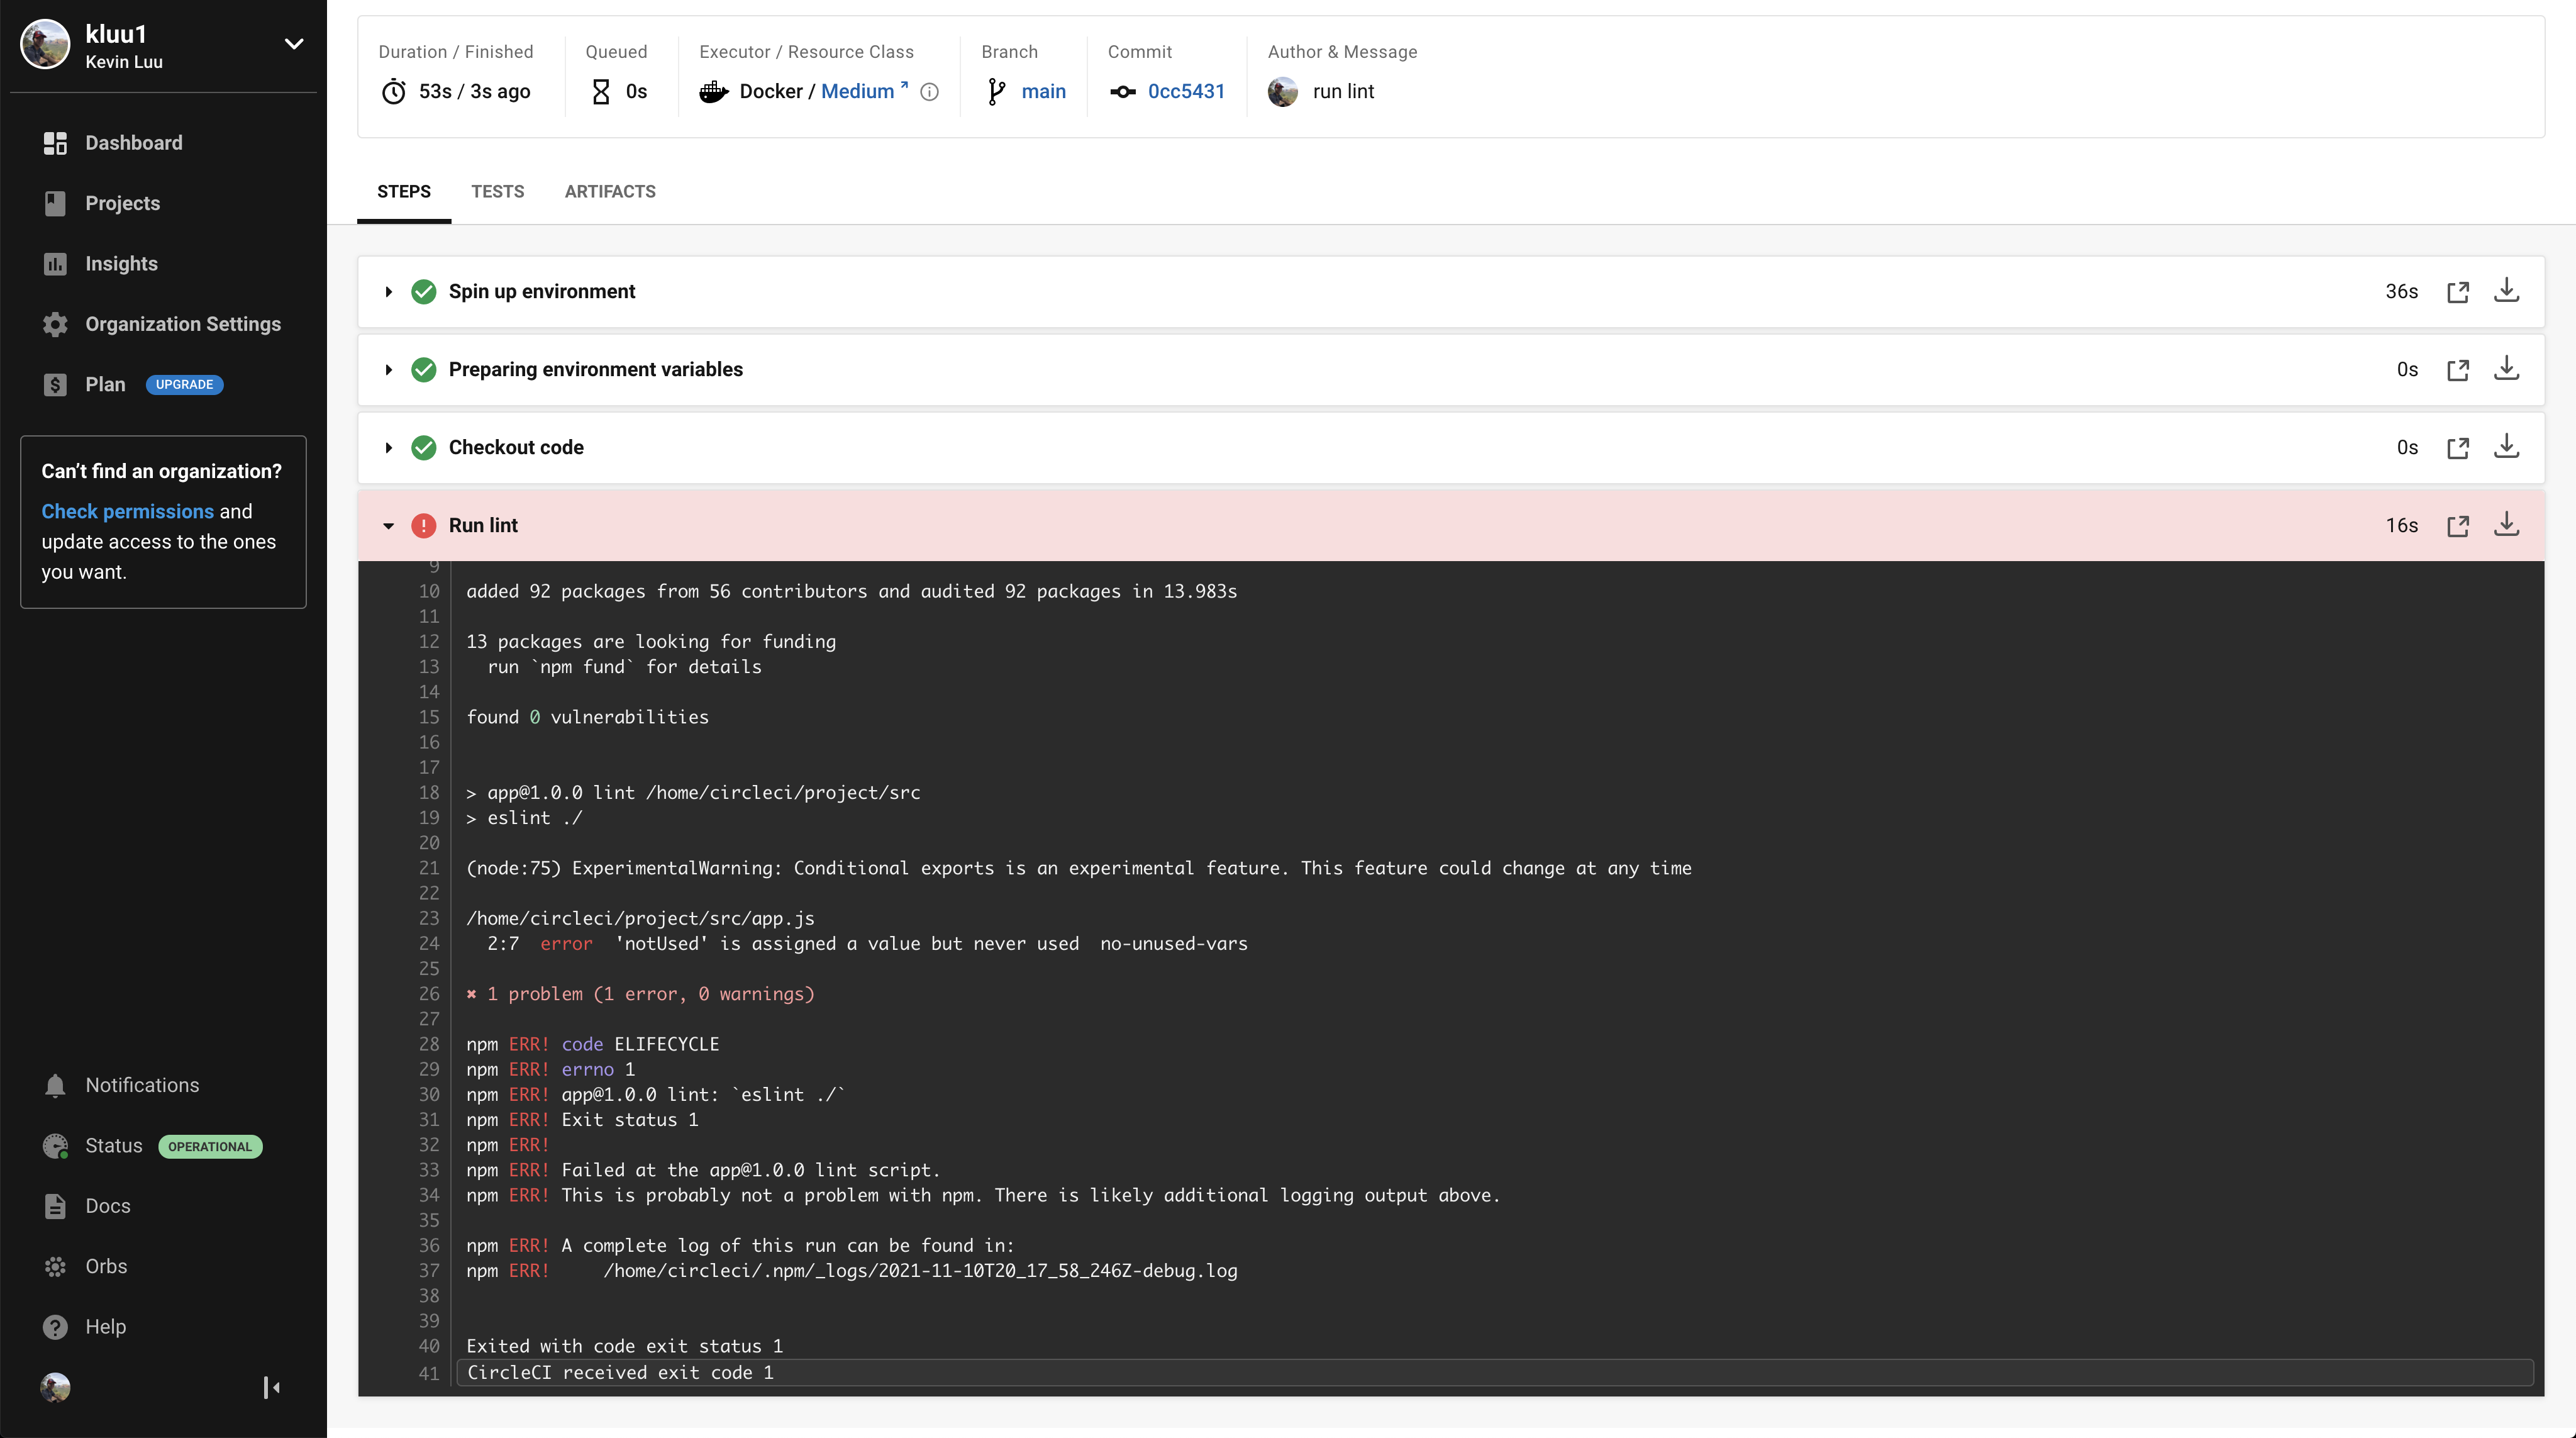 kluu1
Kevin Luu
Dashboard
Projects
Insights
Organization Settings
Plan UPGRADE
Can’t find an organization?
Check permissions and
update access to the ones
you want.
Notifications
Status OPERATIONAL
Docs
Orbs
Help
Duration / Finished
53s / 3s ago
Queued
0s
Executor / Resource Class
Docker / Medium
Branch
main
Commit
0cc5431
Author & Message
run lint
STEPS TESTS ARTIFACTS
Spin up environment 36s
Preparing environment variables 0s
Checkout code 0s
Run lint 16s
9
10 added 92 packages from 56 contributors and audited 92 packages in 13.983s
11
12 13 packages are looking for funding
13 run `npm fund` for details
14
15 found 0 vulnerabilities
16
17
18 > app@1.0.0 lint /home/circleci/project/src
19 > eslint ./
20
21 (node:75) ExperimentalWarning: Conditional exports is an experimental feature. This feature could change at any time
22
23 /home/circleci/project/src/app.js
24 2:7 error 'notUsed' is assigned a value but never used no-unused-vars
25
26 ✖ 1 problem (1 error, 0 warnings)
27
28 npm ERR! code ELIFECYCLE
29 npm ERR! errno 1
30 npm ERR! app@1.0.0 lint: `eslint ./`
31 npm ERR! Exit status 1
32 npm ERR!
33 npm ERR! Failed at the app@1.0.0 lint script.
34 npm ERR! This is probably not a problem with npm. There is likely additional logging output above.
35
36 npm ERR! A complete log of this run can be found in:
37 npm ERR! /home/circleci/.npm/_logs/2021-11-10T20_17_58_246Z-debug.log
38
39
40 Exited with code exit status 1
41 CircleCI received exit code 1